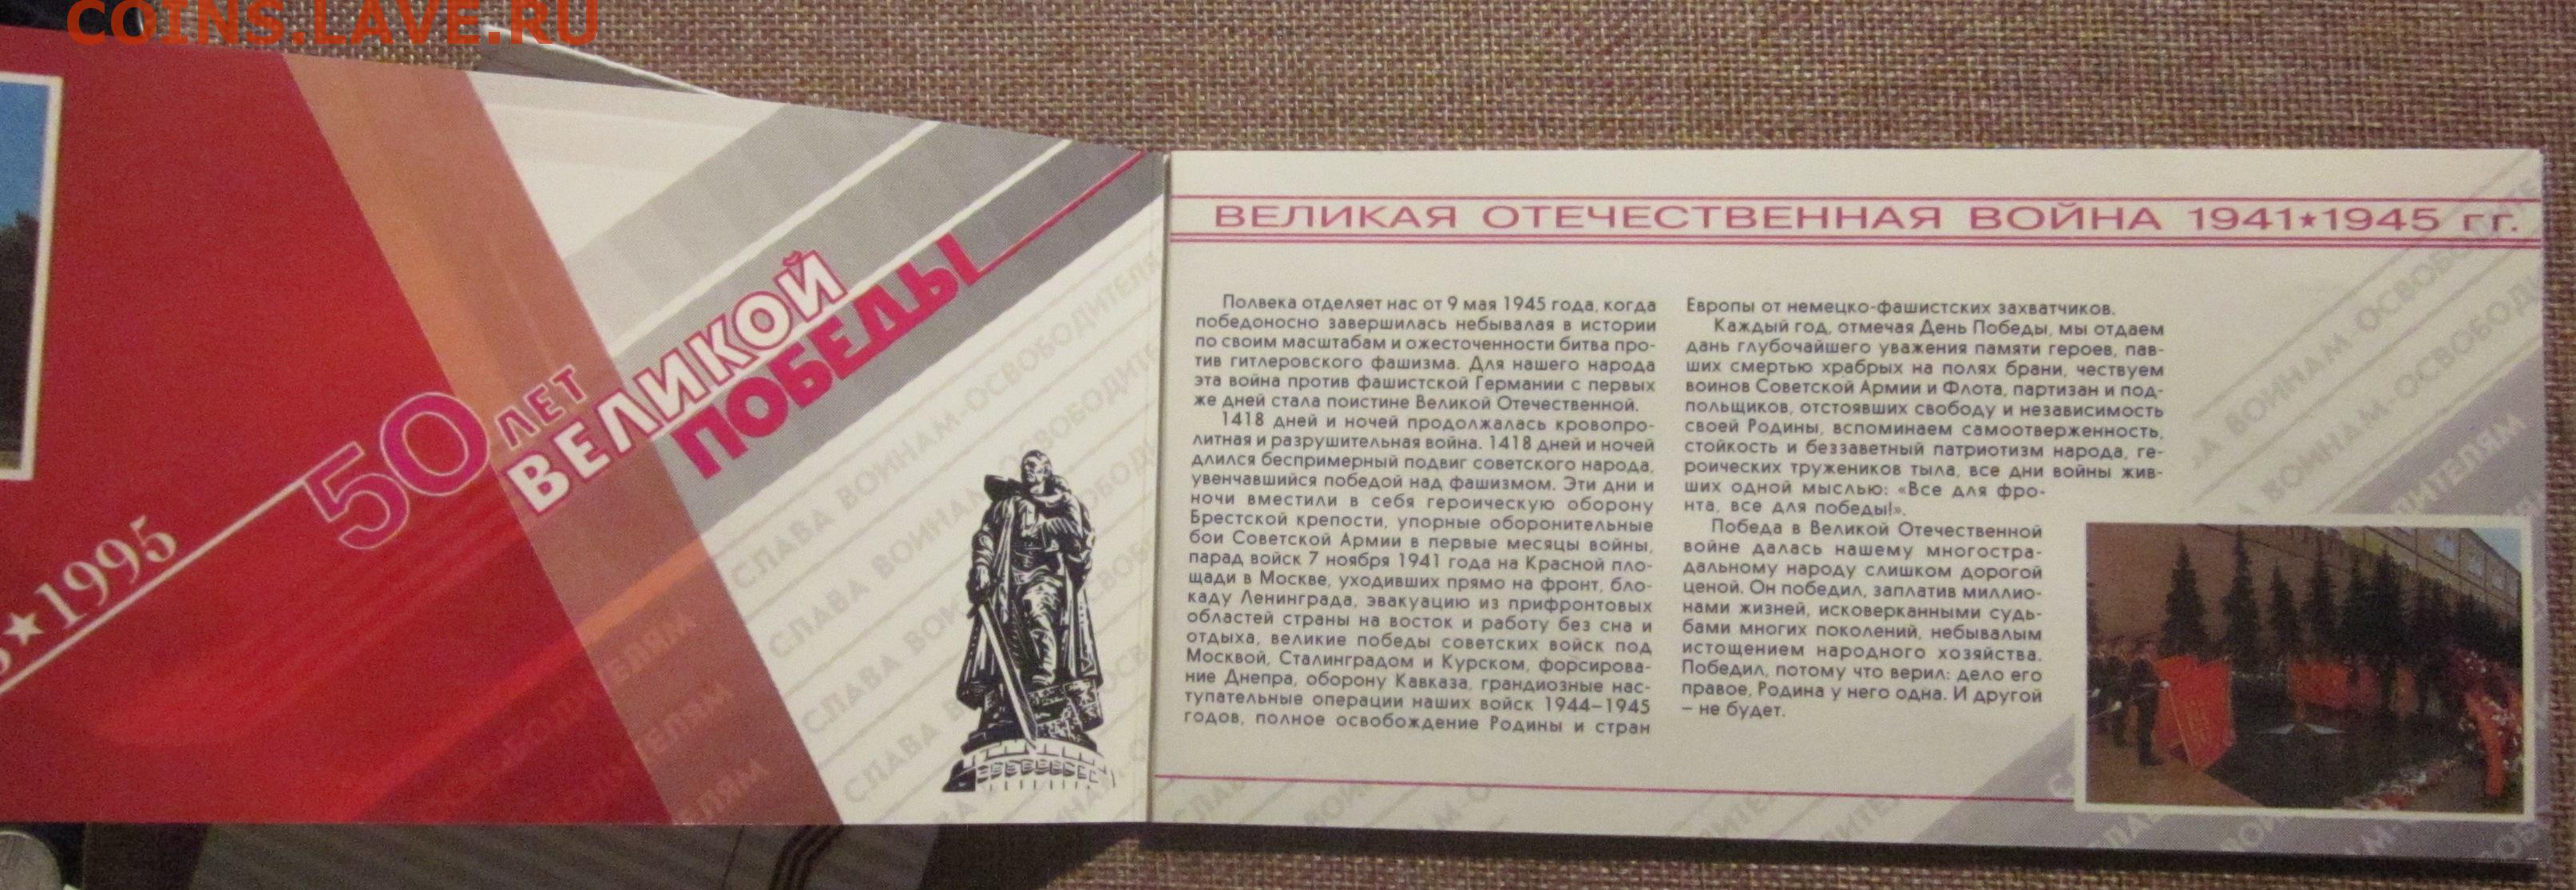 COINS.LAVE.RU
★1995
50 ЛЕТ
ВЕЛИКОЙ
ПОБЕДЫ
СЛАВА ВОИНАМ-ОСВОБОДИТЕЛЯМ
ВЕЛИКАЯ ОТЕЧЕСТВЕННАЯ ВОЙНА 1941★1945 гг.
Полвека отделяет нас от 9 мая 1945 года, когда
победоносно завершилась небывалая в истории
по своим масштабам и ожесточенности битва про-
тив гитлеровского фашизма. Для нашего народа
эта война против фашистской Германии с первых
же дней стала поистине Великой Отечественной.
1418 дней и ночей продолжалась кровопро-
литная и разрушительная война. 1418 дней и ночей
длился беспримерный подвиг советского народа,
увенчавшийся победой над фашизмом. Эти дни и
ночи вместили в себя героическую оборону
Брестской крепости, упорные оборонительные
бои Советской Армии в первые месяцы войны,
парад войск 7 ноября 1941 года на Красной пло-
щади в Москве, уходивших прямо на фронт, бло-
каду Ленинграда, эвакуацию из прифронтовых
областей страны на восток и работу без сна и
отдыха, великие победы советских войск под
Москвой, Сталинградом и Курском, форсирова-
ние Днепра, оборону Кавказа, грандиозные нас-
тупательные операции наших войск 1944–1945
годов, полное освобождение Родины и стран
Европы от немецко-фашистских захватчиков.
Каждый год, отмечая День Победы, мы отдаем
дань глубочайшего уважения памяти героев, пав-
ших смертью храбрых на полях брани, чествуем
воинов Советской Армии и Флота, партизан и под-
польщиков, отстоявших свободу и независимость
своей Родины, вспоминаем самоотверженность,
стойкость и беззаветный патриотизм народа, ге-
роических тружеников тыла, все дни войны жив-
ших одной мыслью: «Все для фро-
нта, все для победы!».
Победа в Великой Отечественной
войне далась нашему многостра-
дальному народу слишком дорогой
ценой. Он победил, заплатив миллио-
нами жизней, исковерканными судь-
бами многих поколений, небывалым
истощением народного хозяйства.
Победил, потому что верил: дело его
правое, Родина у него одна. И другой
– не будет.